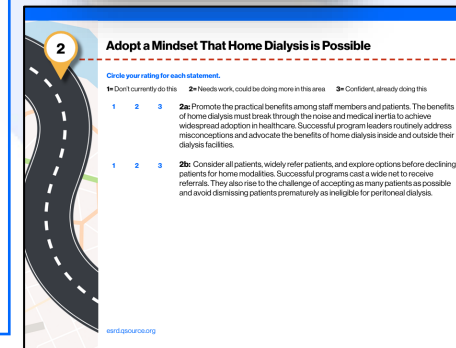 2
Adopt a Mindset That Home Dialysis is Possible
Circle your rating for each statement.
1= Don't currently do this 2= Needs work, could be doing more in this area 3= Confident, already doing this
1 2 3 2a: Promote the practical benefits among staff members and patients. The benefits
of home dialysis must break through the noise and medical inertia to achieve
widespread adoption in healthcare. Successful program leaders routinely address
misconceptions and advocate the benefits of home dialysis inside and outside their
dialysis facilities.
1 2 3 2b: Consider all patients, widely refer patients, and explore options before declining
patients for home modalities. Successful programs cast a wide net to receive
referrals. They also rise to the challenge of accepting as many patients as possible
and avoid dismissing patients prematurely as ineligible for peritoneal dialysis.
esrd.qsource.org